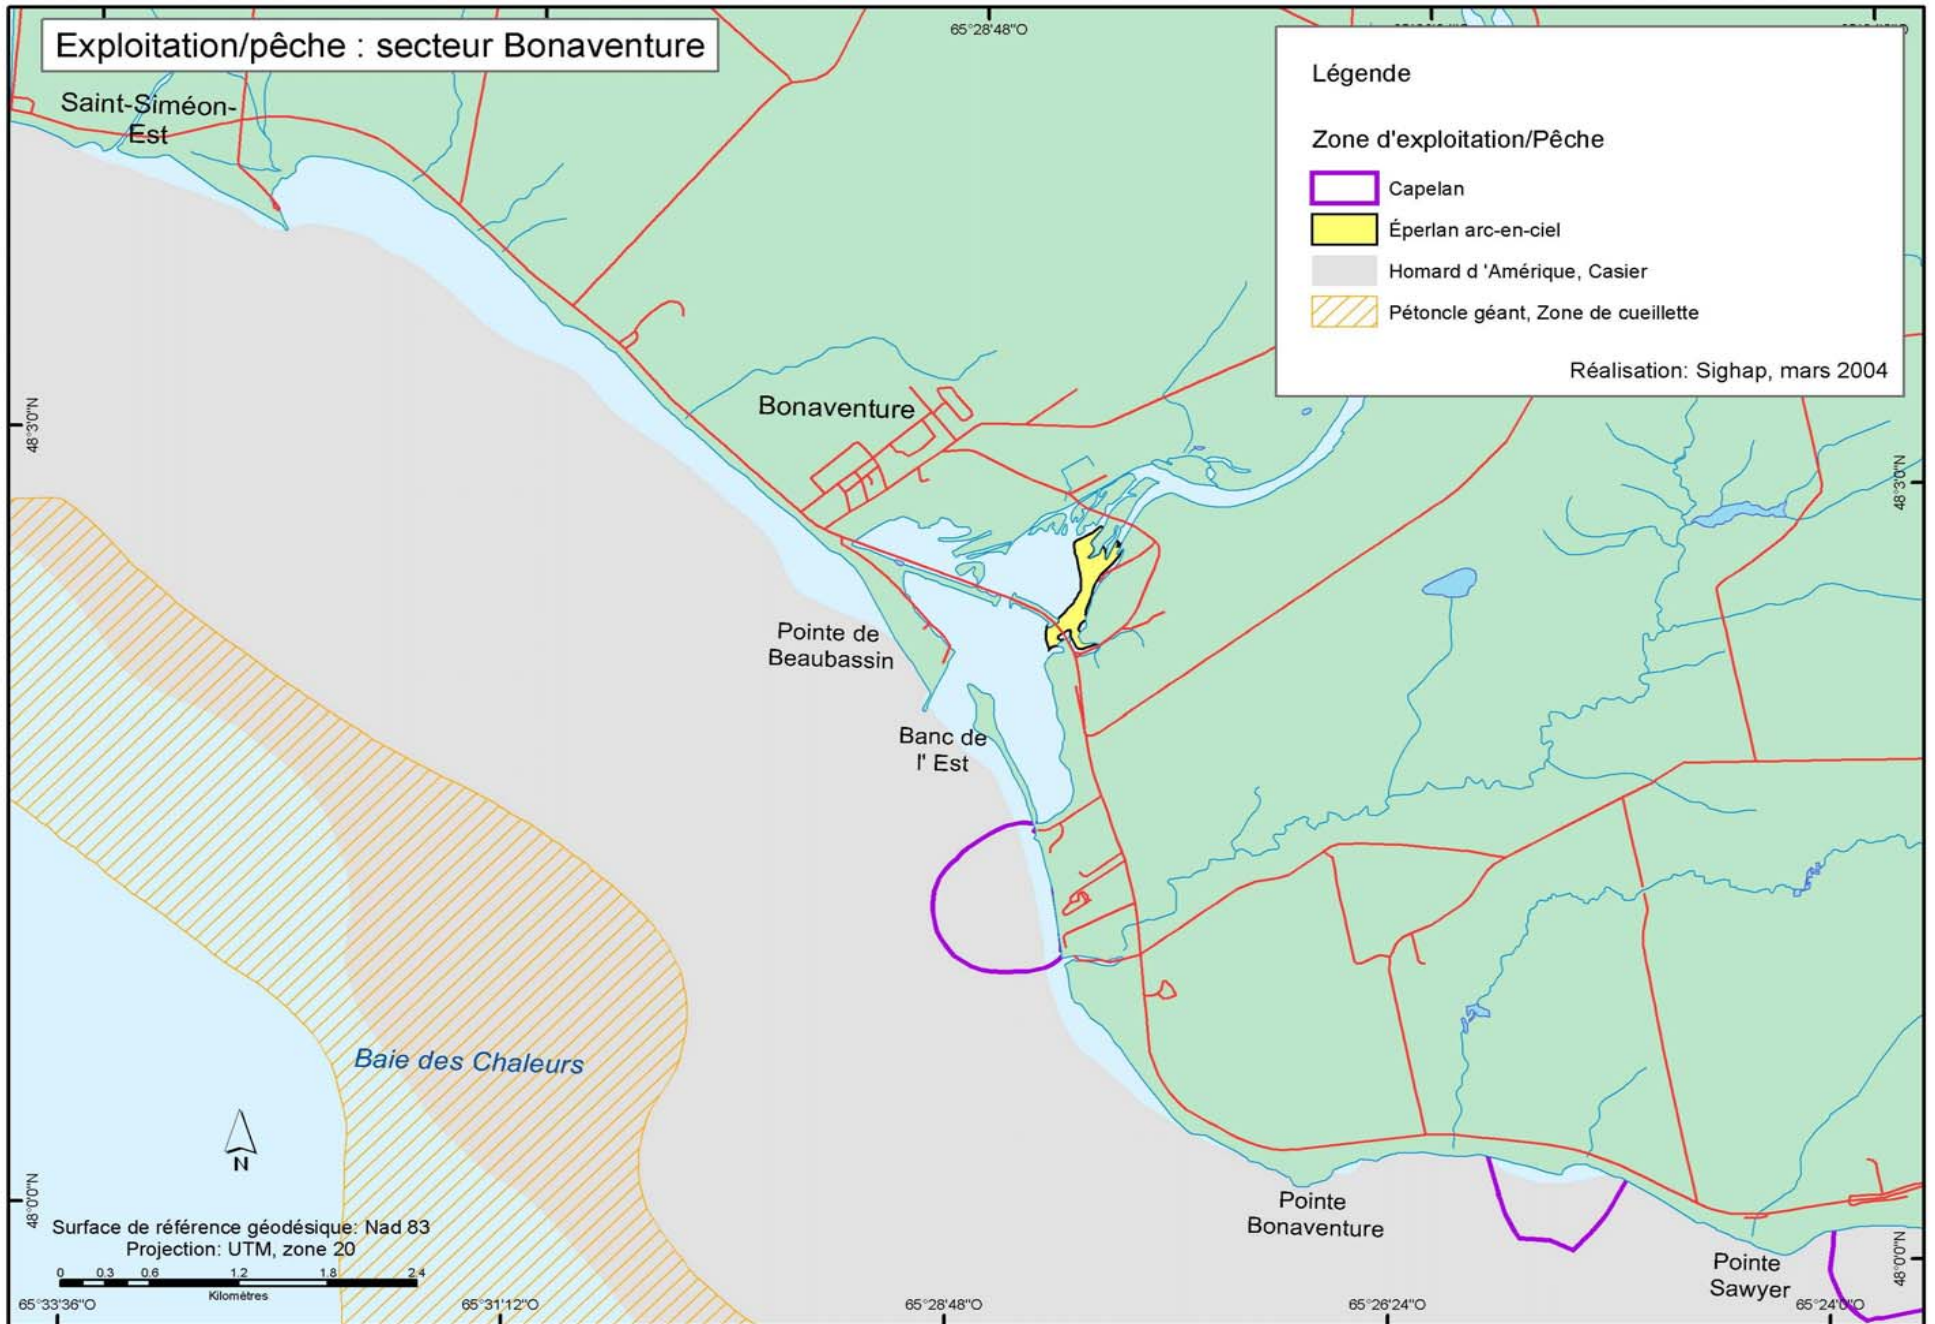 Exploitation/pêche : secteur Bonaventure
65°28'48"O
Légende
Zone d'exploitation/Pêche
Capelan
Éperlan arc-en-ciel
Homard d 'Amérique, Casier
Pétoncle géant, Zone de cueillette
Réalisation: Sighap, mars 2004
Saint-Siméon-
Est
Bonaventure
48°3'0"N
48°3'0"N
Pointe de
Beaubassin
Banc de
l' Est
Baie des Chaleurs
N
Pointe
Bonaventure
Pointe
Sawyer
48°0'0"N
48°0'0"N
Surface de référence géodésique: Nad 83
Projection: UTM, zone 20
0 0.3 0.6 1.2 1.8 2.4
Kilomètres
65°33'36"O 65°31'12"O 65°28'48"O 65°26'24"O 65°24'0"O